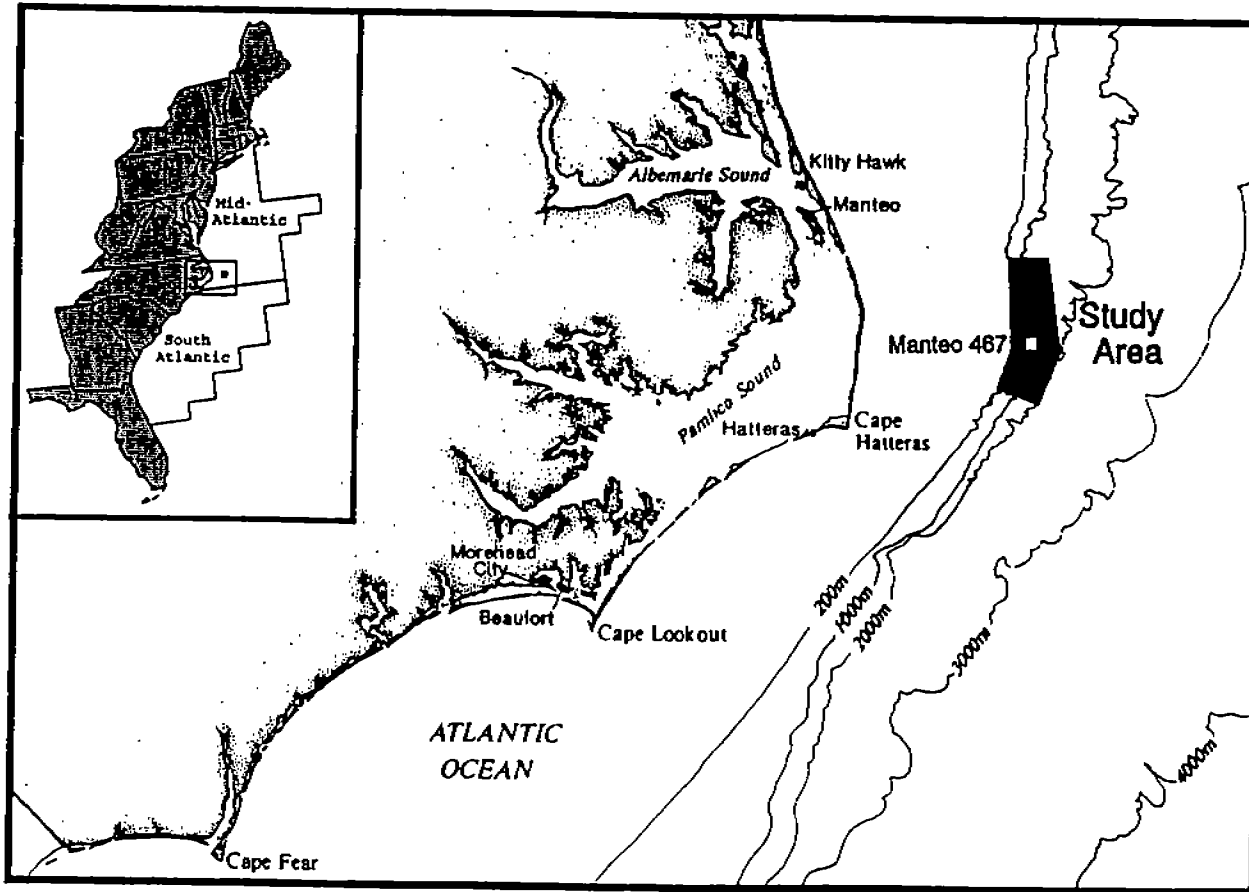 Mid-
Atlantic
South
Atlantic
Albemarle Sound
Kitty Hawk
Manteo
Study
Area
Manteo 467
Pamlico Sound
Hatteras
Cape
Hatteras
Morehead
City
Beaufort
Cape Lookout
200m
1000m
2000m
3000m
4000m
ATLANTIC
OCEAN
Cape Fear